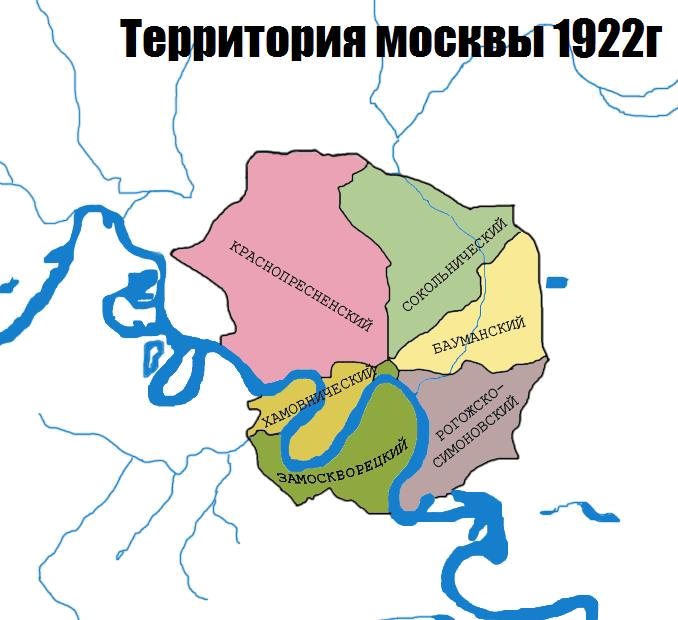 Территория москвы 1922г
КРАСНОПРЕСНЕНСКИЙ
СОКОЛЬНИЧЕСКИЙ
БАУМАНСКИЙ
ХАМОВНИЧЕСКИЙ
РОГОЖСКО-
СИМОНОВСКИЙ
ЗАМОСКВОРЕЦКИЙ